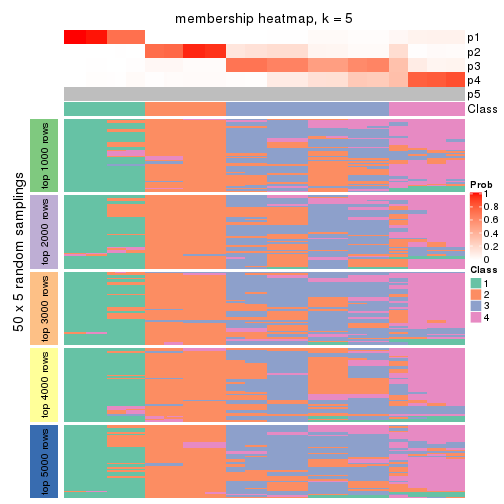 membership heatmap, k = 5
p1
p2
p3
p4
p5
Class
50 x 5 random samplings
top 1000 rows
top 2000 rows
top 3000 rows
top 4000 rows
top 5000 rows
Prob
1
0.8
0.6
0.4
0.2
0
Class
1
2
3
4